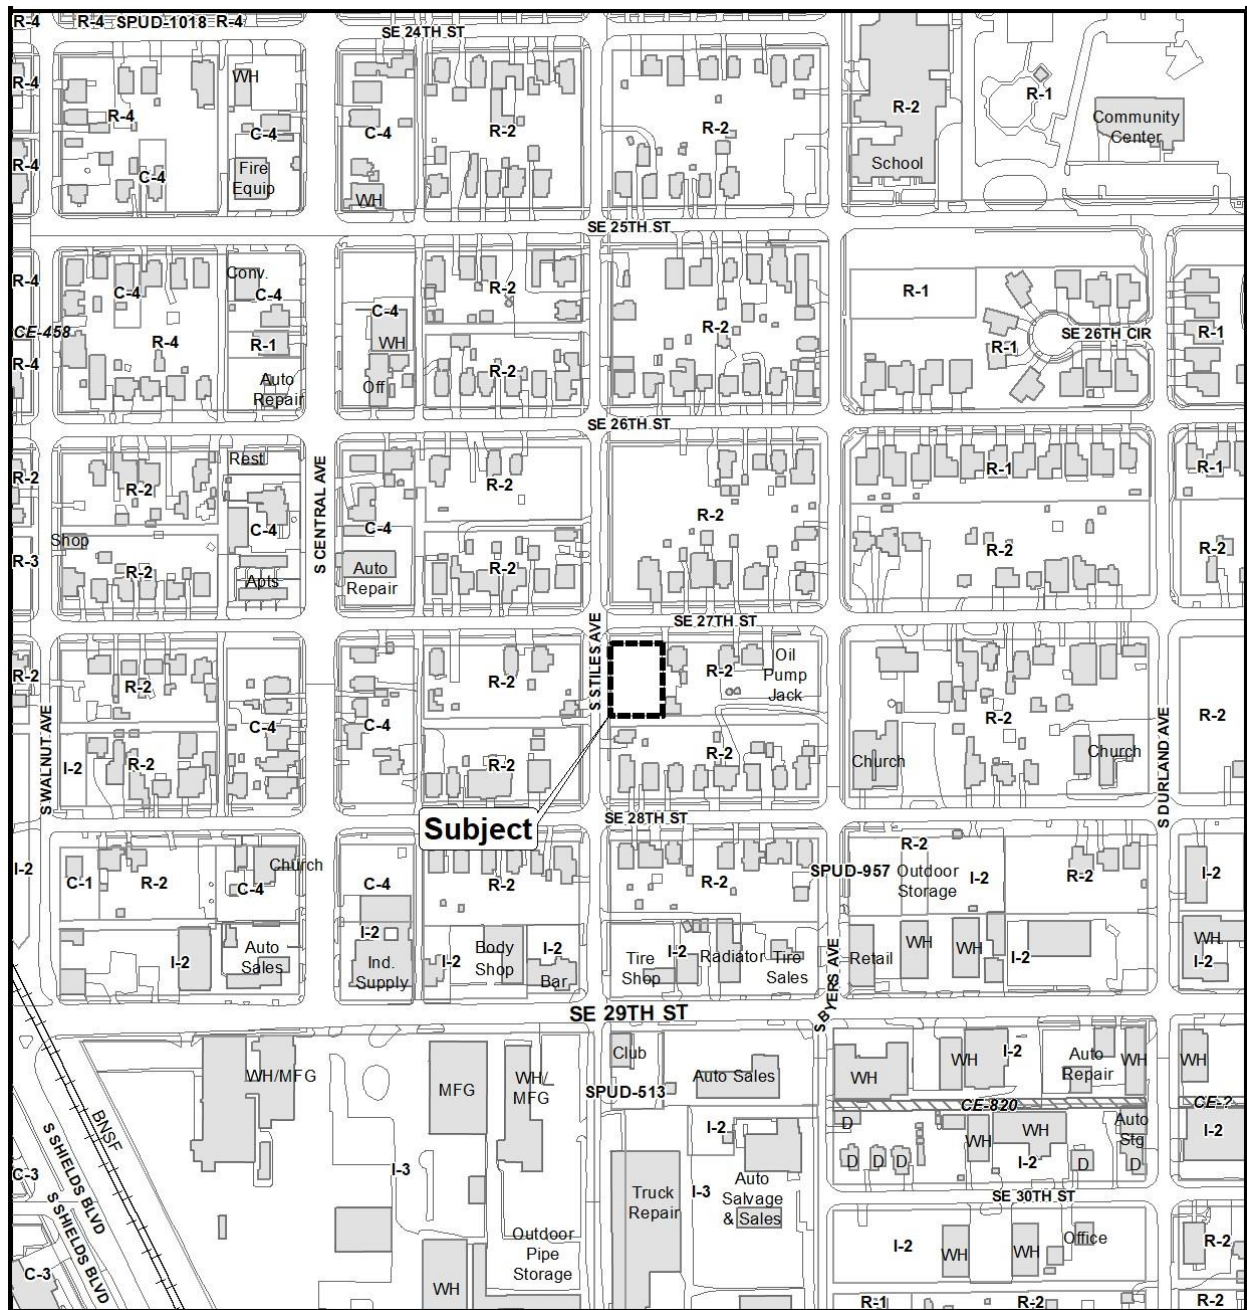 R-4
R-4 SPUD-1018 R-4
SE 24TH ST
R-4
WH
R-4
C-4
C-4
R-2
R-2
R-2
R-1
Community
Center
R-4
C-4
Fire
Equip
WH
School
SE 25TH ST
R-4
C-4
Conv.
C-4
R-2
R-1
CE-458
R-4
R-4
R-1
C-4
WH
R-2
R-1
SE 26TH CIR
R-1
Auto
Repair
Off
R-2
SE 26TH ST
R-2
R-2
Rest
R-2
R-1
R-1
S CENTRAL AVE
Shop
C-4
C-4
R-2
R-2
R-2
R-3
R-2
Apts
Auto
Repair
R-2
SE 27TH ST
R-2
R-2
S STILES AVE
R-2
R-2
Oil
Pump
Jack
S WALNUT AVE
C-4
C-4
R-2
R-2
S DURLAND AVE
I-2
R-2
R-2
R-2
Church
Church
Subject
SE 28TH ST
I-2
C-1
R-2
C-4
Church
C-4
R-2
R-2
SPUD-957
R-2
Outdoor
Storage
I-2
R-2
I-2
I-2
Auto
Sales
I-2
Ind.
Supply
I-2
Body
Shop
I-2
Bar
Tire
Shop
I-2
Radiator
Tire
Sales
S BYERS AVE
Retail
WH
WH
I-2
WH
I-2
SE 29TH ST
BNSF
S SHIELDS BLVD
S SHIELDS BLVD
WH/MFG
MFG
WH/
MFG
Club
Auto Sales
SPUD-513
WH
WH
I-2
Auto
Repair
WH
WH
CE-820
CE-?
C-3
I-3
I-2
D
D
D
D
WH
WH
I-2
D
Auto
Stg
D
I-2
SE 30TH ST
Truck
Repair
I-3
Auto
Salvage
& Sales
Outdoor
Pipe
Storage
C-3
WH
I-2
WH
WH
Office
R-2
R-1
R-2
R-2